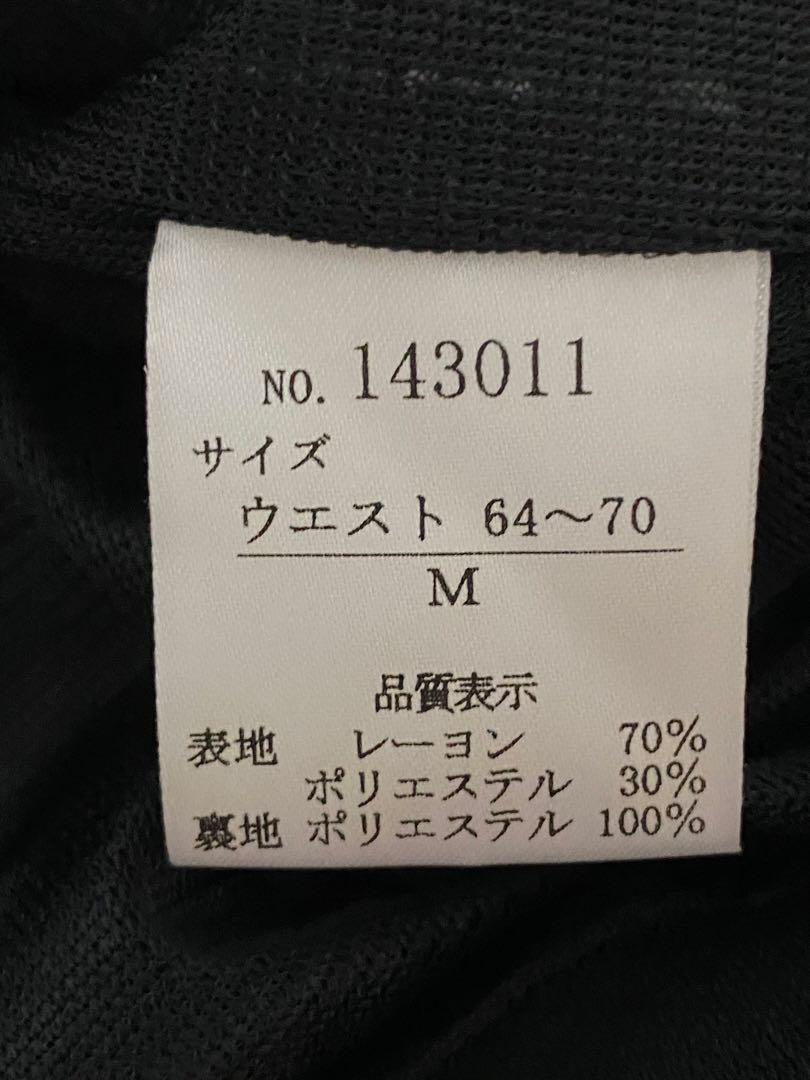 NO. 143011
サイズ
ウエスト 64～70
M
品質表示
表地 レーヨン 70%
ポリエステル 30%
裏地 ポリエステル 100%